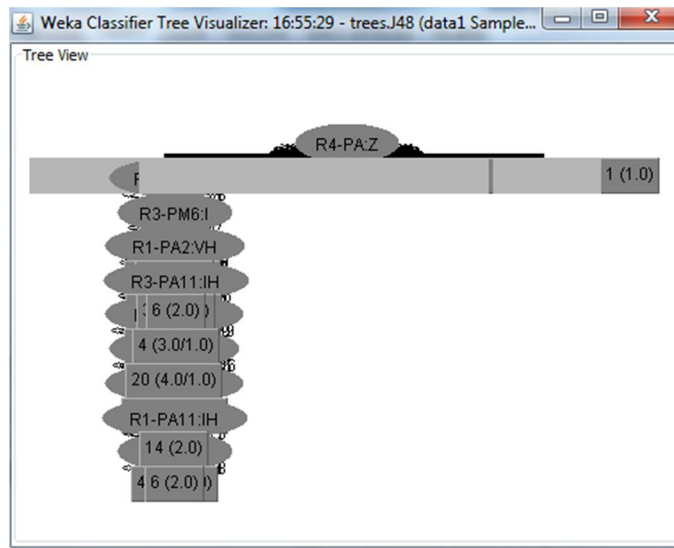 Weka Classifier Tree Visualizer: 16:55:29 - trees.J48 (data1 Sample...
Tree View
R4-PA:Z
1 (1.0)
R3-PM6:I
R1-PA2:VH
R3-PA11:IH
6 (2.0)
4 (3.0/1.0)
20 (4.0/1.0)
R1-PA11:IH
14 (2.0)
6 (2.0)